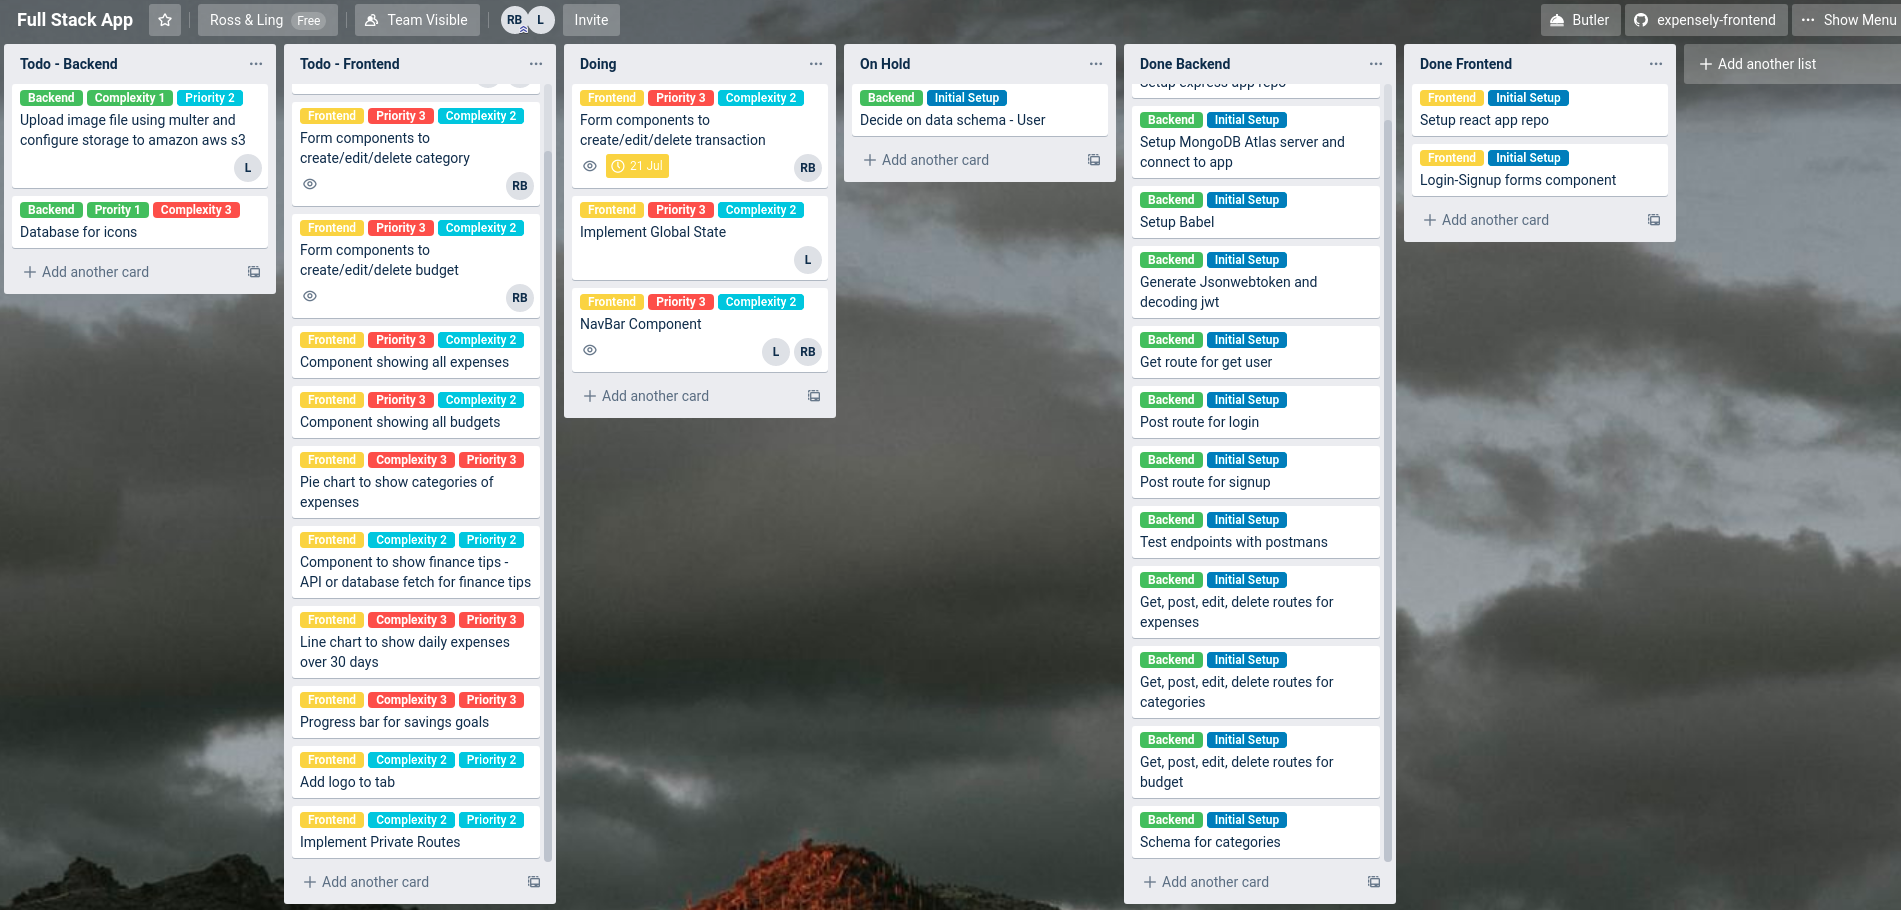 Full Stack App
Ross & Ling Free
Team Visible
RB
L
Invite
Butler
expensely-frontend
Show Menu
Todo - Backend
Backend Complexity 1 Priority 2
Upload image file using multer and
configure storage to amazon aws s3
L
Backend Prority 1 Complexity 3
Database for icons
Add another card
Todo - Frontend
Frontend Priority 3 Complexity 2
Form components to
create/edit/delete category
RB
Frontend Priority 3 Complexity 2
Form components to
create/edit/delete budget
RB
Frontend Priority 3 Complexity 2
Component showing all expenses
Frontend Priority 3 Complexity 2
Component showing all budgets
Frontend Complexity 3 Priority 3
Pie chart to show categories of
expenses
Frontend Complexity 2 Priority 2
Component to show finance tips -
API or database fetch for finance tips
Frontend Complexity 3 Priority 3
Line chart to show daily expenses
over 30 days
Frontend Complexity 3 Priority 3
Progress bar for savings goals
Frontend Complexity 2 Priority 2
Add logo to tab
Frontend Complexity 2 Priority 2
Implement Private Routes
Add another card
Doing
Frontend Priority 3 Complexity 2
Form components to
create/edit/delete transaction
21 Jul
RB
Frontend Priority 3 Complexity 2
Implement Global State
L
Frontend Priority 3 Complexity 2
NavBar Component
L RB
Add another card
On Hold
Backend Initial Setup
Decide on data schema - User
Add another card
Done Backend
Setup express app repo
Backend Initial Setup
Setup MongoDB Atlas server and
connect to app
Backend Initial Setup
Setup Babel
Backend Initial Setup
Generate Jsonwebtoken and
decoding jwt
Backend Initial Setup
Get route for get user
Backend Initial Setup
Post route for login
Backend Initial Setup
Post route for signup
Backend Initial Setup
Test endpoints with postmans
Backend Initial Setup
Get, post, edit, delete routes for
expenses
Backend Initial Setup
Get, post, edit, delete routes for
categories
Backend Initial Setup
Get, post, edit, delete routes for
budget
Backend Initial Setup
Schema for categories
Add another card
Done Frontend
Frontend Initial Setup
Setup react app repo
Frontend Initial Setup
Login-Signup forms component
Add another card
Add another list